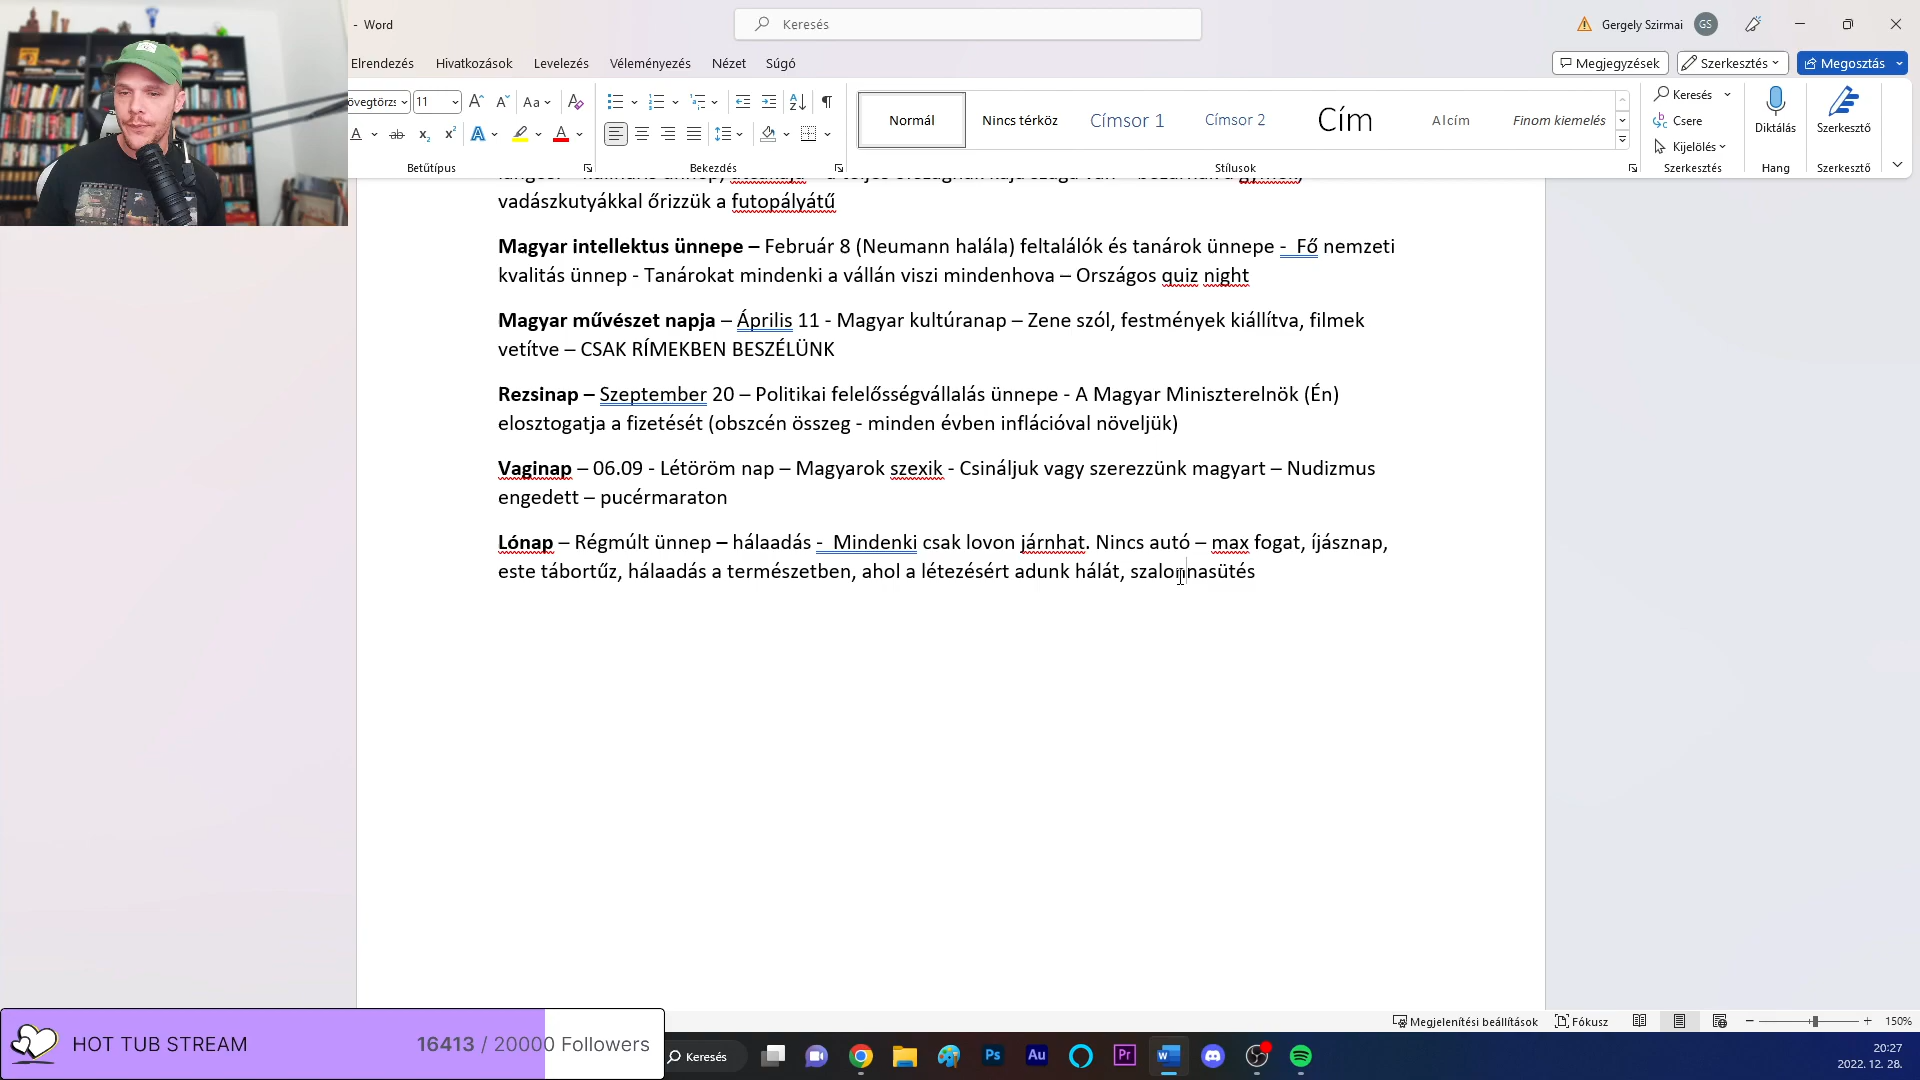 - Word
Keresés
Gergely Szirmai
GS
Elrendezés
Hivatkozások
Levelezés
Véleményezés
Nézet
Súgó
Megjegyzések
Szerkesztés
Megosztás
11
Aa
Normál
Nincs térköz
Címsor 1
Címsor 2
Cím
Alcím
Finom kiemelés
Keresés
Csere
Kijelölés
Diktálás
Szerkesztő
Betűtípus
Bekezdés
Stílusok
Szerkesztés
Hang
Szerkesztő
vadászkutyákkal őrizzük a futopályátű
Magyar intellektus ünnepe – Február 8 (Neumann halála) feltalálók és tanárok ünnepe - Fő nemzeti
kvalitás ünnep - Tanárokat mindenki a vállán viszi mindenhova – Országos quiz night
Magyar művészet napja – Április 11 - Magyar kultúranap – Zene szól, festmények kiállítva, filmek
vetítve – CSAK RÍMEKBEN BESZÉLÜNK
Rezsinap – Szeptember 20 – Politikai felelősségvállalás ünnepe - A Magyar Miniszterelnök (Én)
elosztogatja a fizetését (obszcén összeg - minden évben inflációval növeljük)
Vaginap – 06.09 - Létöröm nap – Magyarok szexik - Csináljuk vagy szerezzünk magyart – Nudizmus
engedett – pucérmaraton
Lónap – Régmúlt ünnep – hálaadás - Mindenki csak lovon járnhat. Nincs autó – max fogat, íjásznap,
este tábortűz, hálaadás a természetben, ahol a létezésért adunk hálát, szalonnasütés
Megjelenítési beállítások
Fókusz
150%
HOT TUB STREAM
16413 / 20000 Followers
Keresés
Ps
Au
Pr
W
20:27
2022. 12. 28.